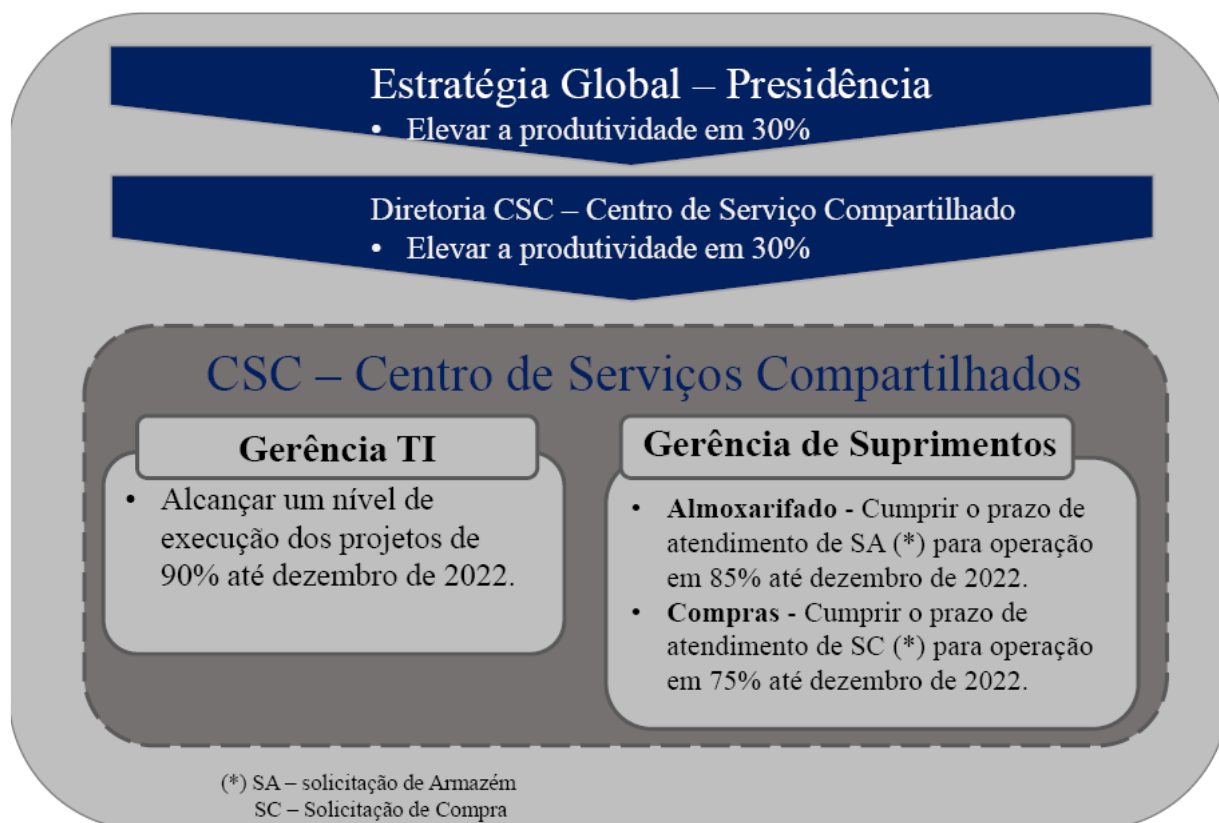 Estratégia Global – Presidência
• Elevar a produtividade em 30%
Diretoria CSC – Centro de Serviço Compartilhado
• Elevar a produtividade em 30%
CSC – Centro de Serviços Compartilhados
Gerência TI
• Alcançar um nível de
execução dos projetos de
90% até dezembro de 2022.
Gerência de Suprimentos
• Almoxarifado - Cumprir o prazo de
atendimento de SA (*) para operação
em 85% até dezembro de 2022.
• Compras - Cumprir o prazo de
atendimento de SC (*) para operação
em 75% até dezembro de 2022.
(*) SA – solicitação de Armazém
SC – Solicitação de Compra